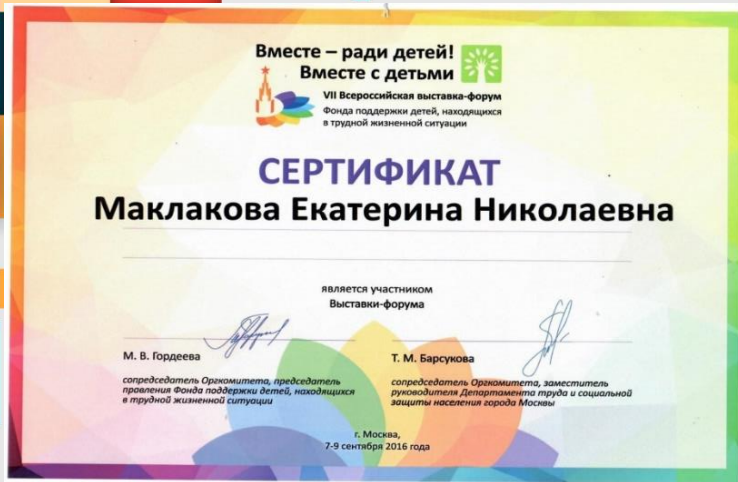 Вместе – ради детей!
Вместе с детьми
VII Всероссийская выставка-форум
Фонда поддержки детей, находящихся
в трудной жизненной ситуации
СЕРТИФИКАТ
Маклакова Екатерина Николаевна
является участником
Выставки-форума
М. В. Гордеева
сопредседатель Оргкомитета, председатель
правления Фонда поддержки детей, находящихся
в трудной жизненной ситуации
Т. М. Барсукова
сопредседатель Оргкомитета, заместитель
руководителя Департамента труда и социальной
защиты населения города Москвы
г. Москва,
7-9 сентября 2016 года